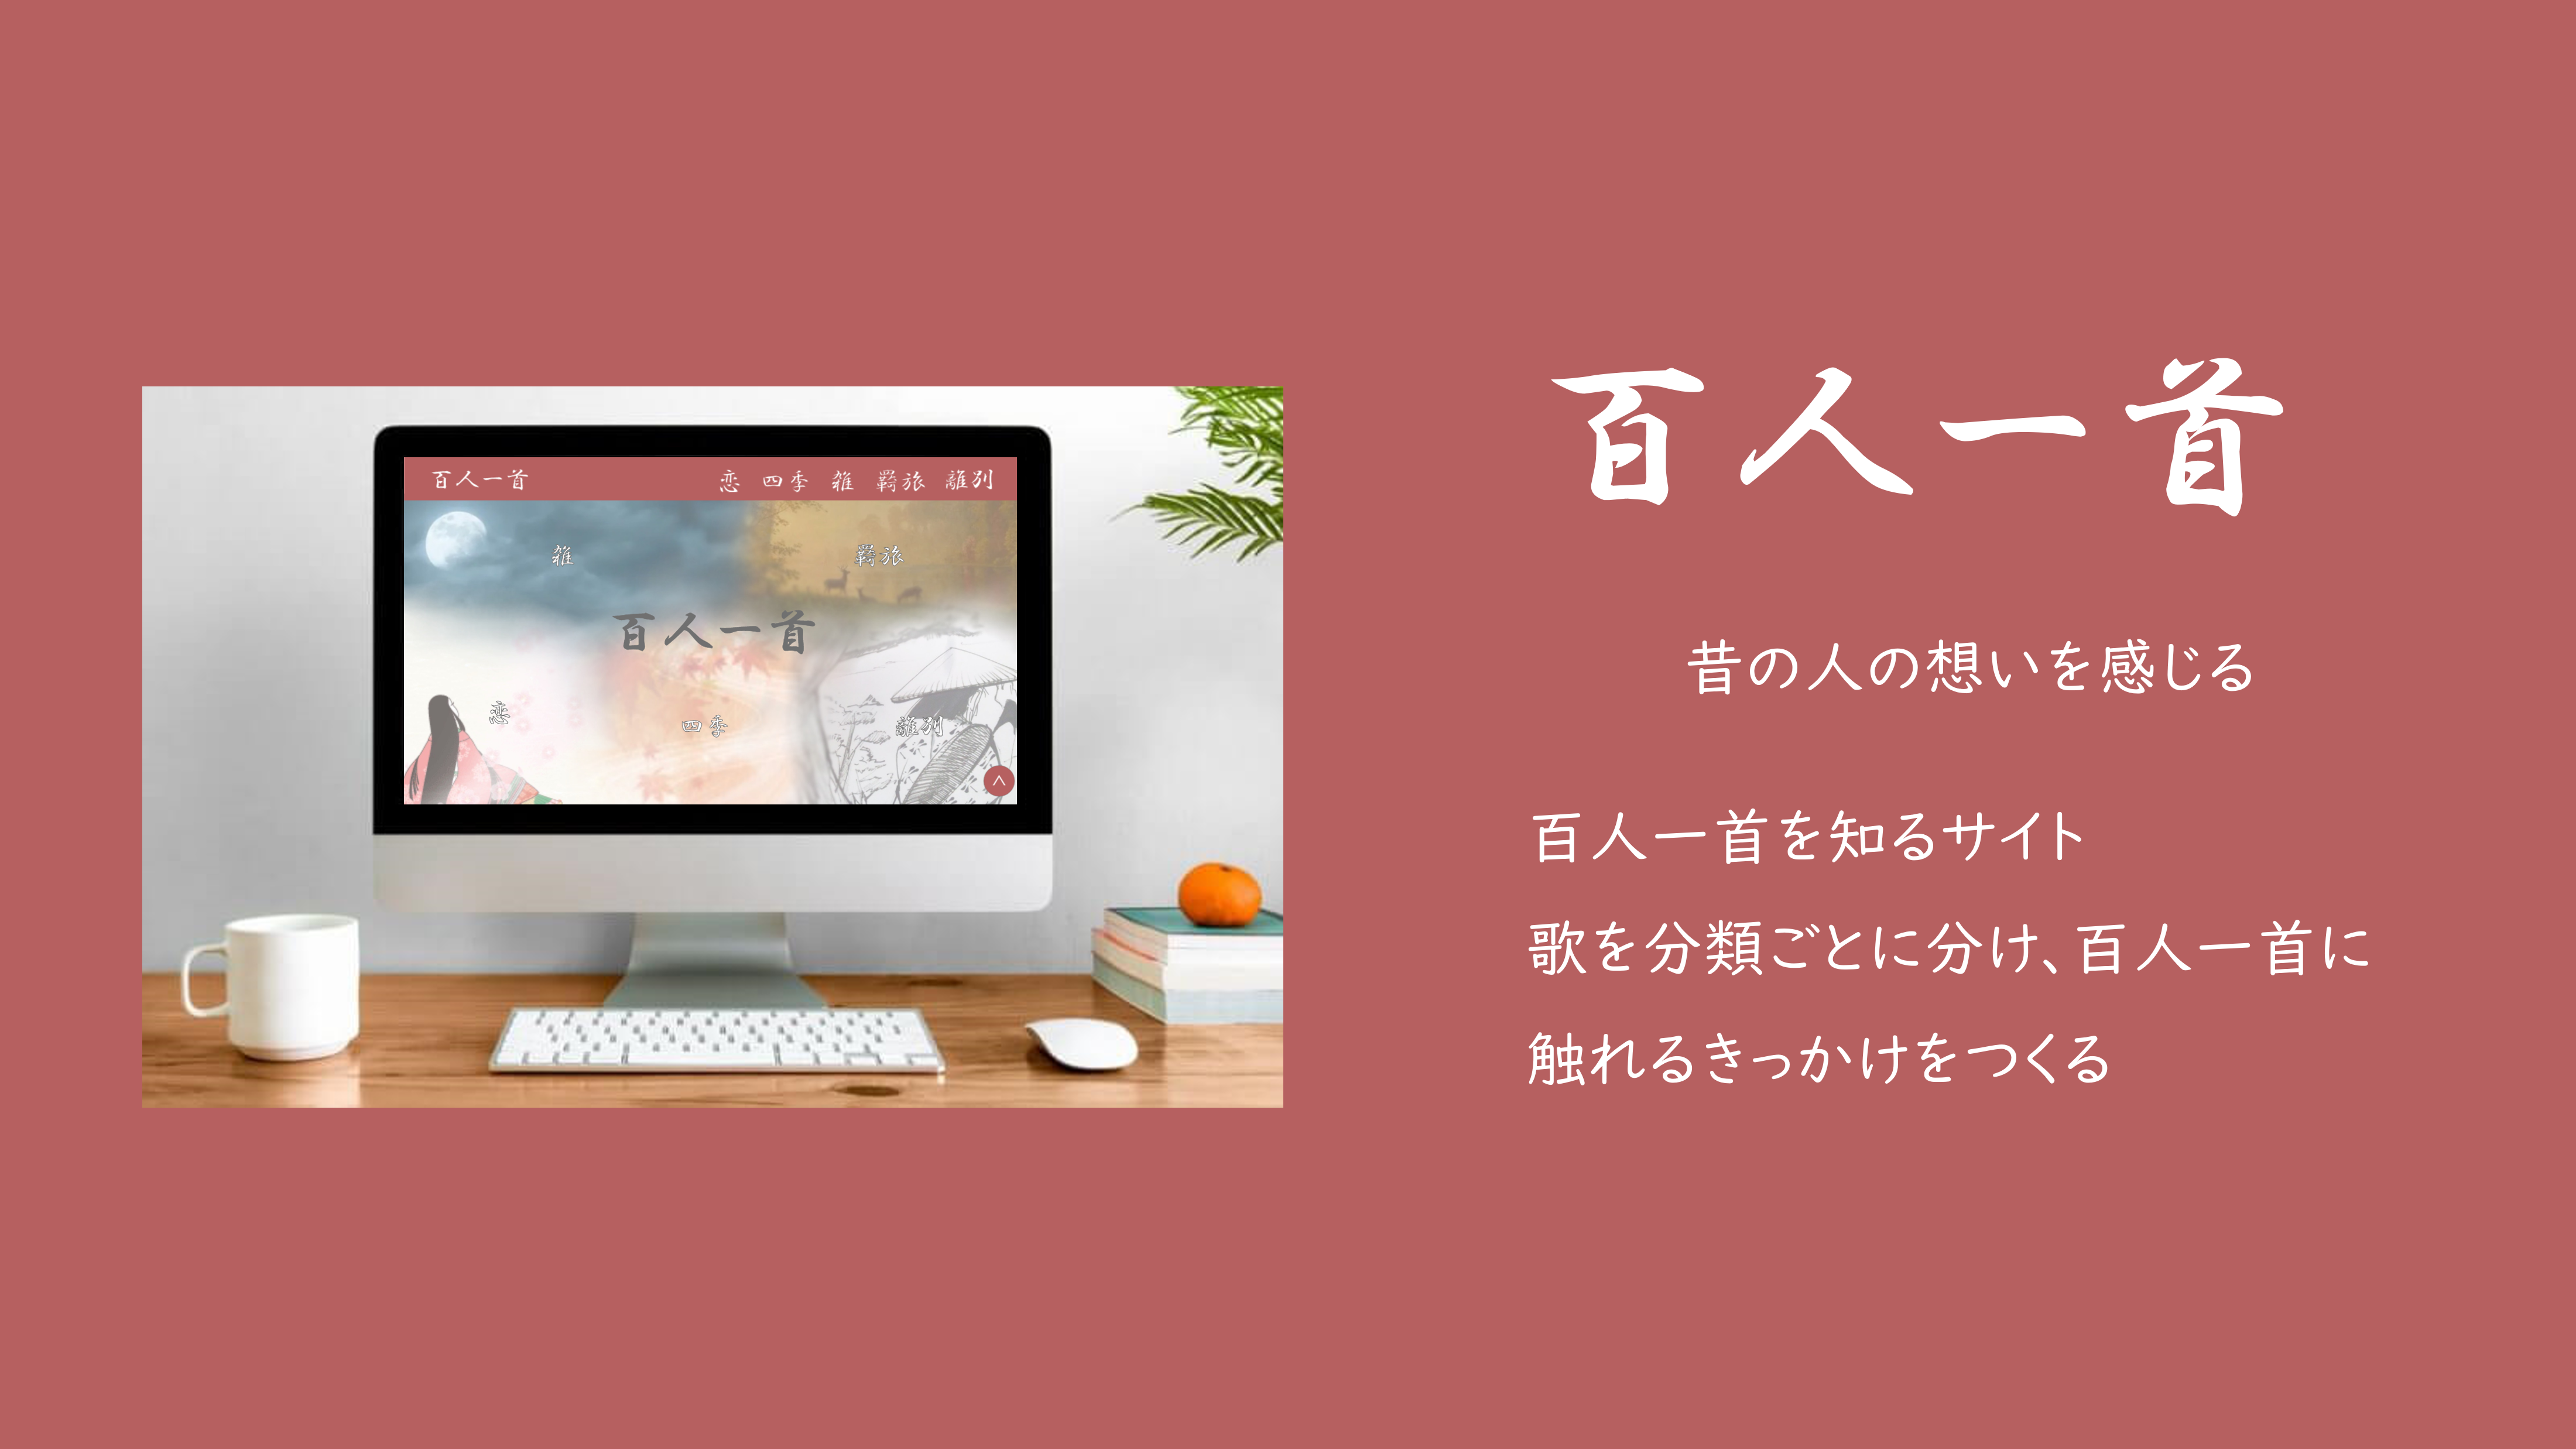 百人一首
恋 四季 雑 羇旅 離別
雑
羇旅
百人一首
恋
四季
離別
百人一首
昔の人の想いを感じる
百人一首を知るサイト
歌を分類ごとに分け、百人一首に
触れるきっかけをつくる